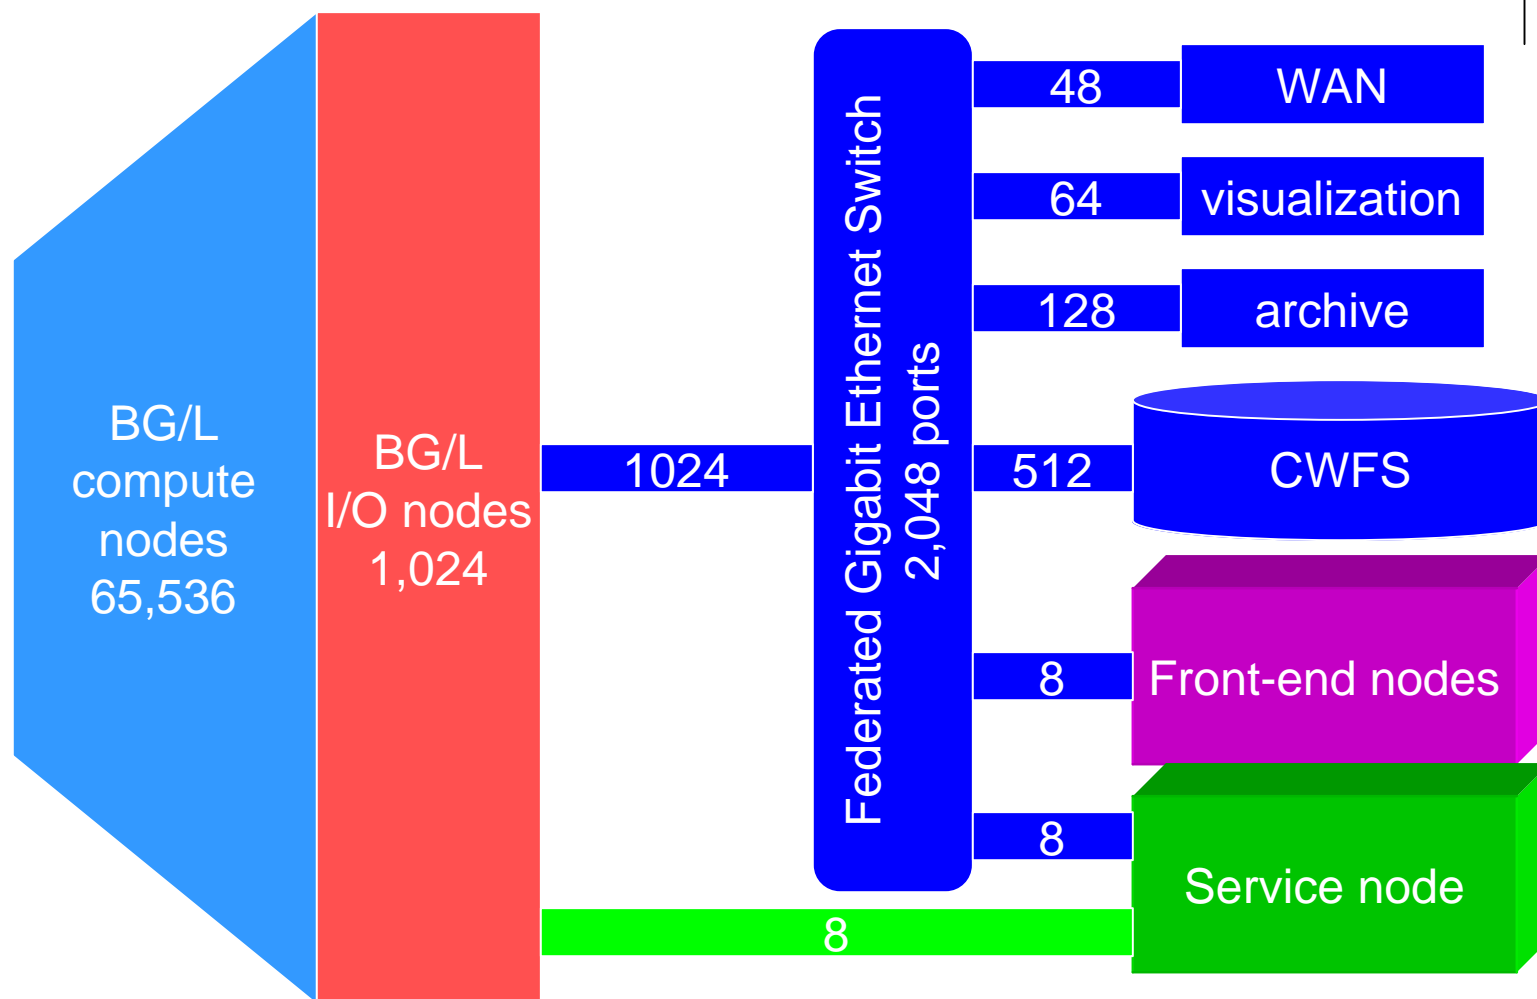 BG/L
compute
nodes
65,536
BG/L
I/O nodes
1,024
1024
Federated Gigabit Ethernet Switch
2,048 ports
48
WAN
64
visualization
128
archive
512
CWFS
8
Front-end nodes
8
Service node
8